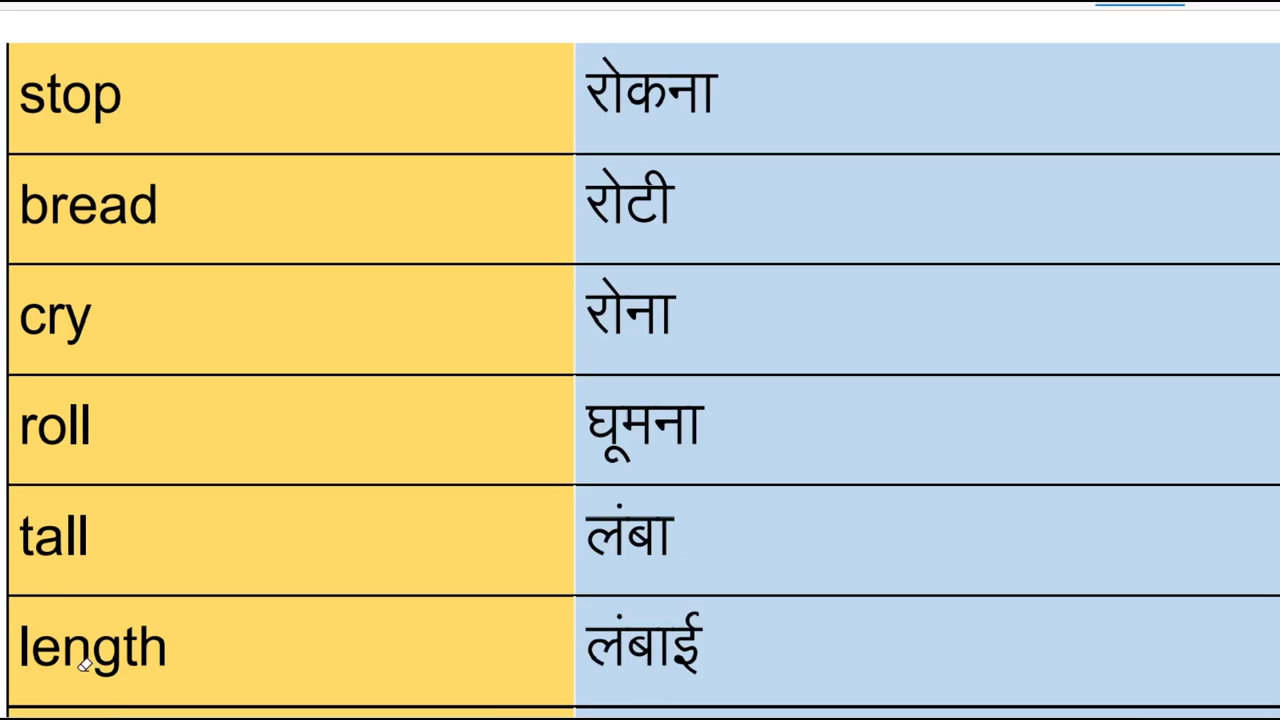 stop रोकना
bread रोटी
cry रोना
roll घूमना
tall लंबा
length लंबाई